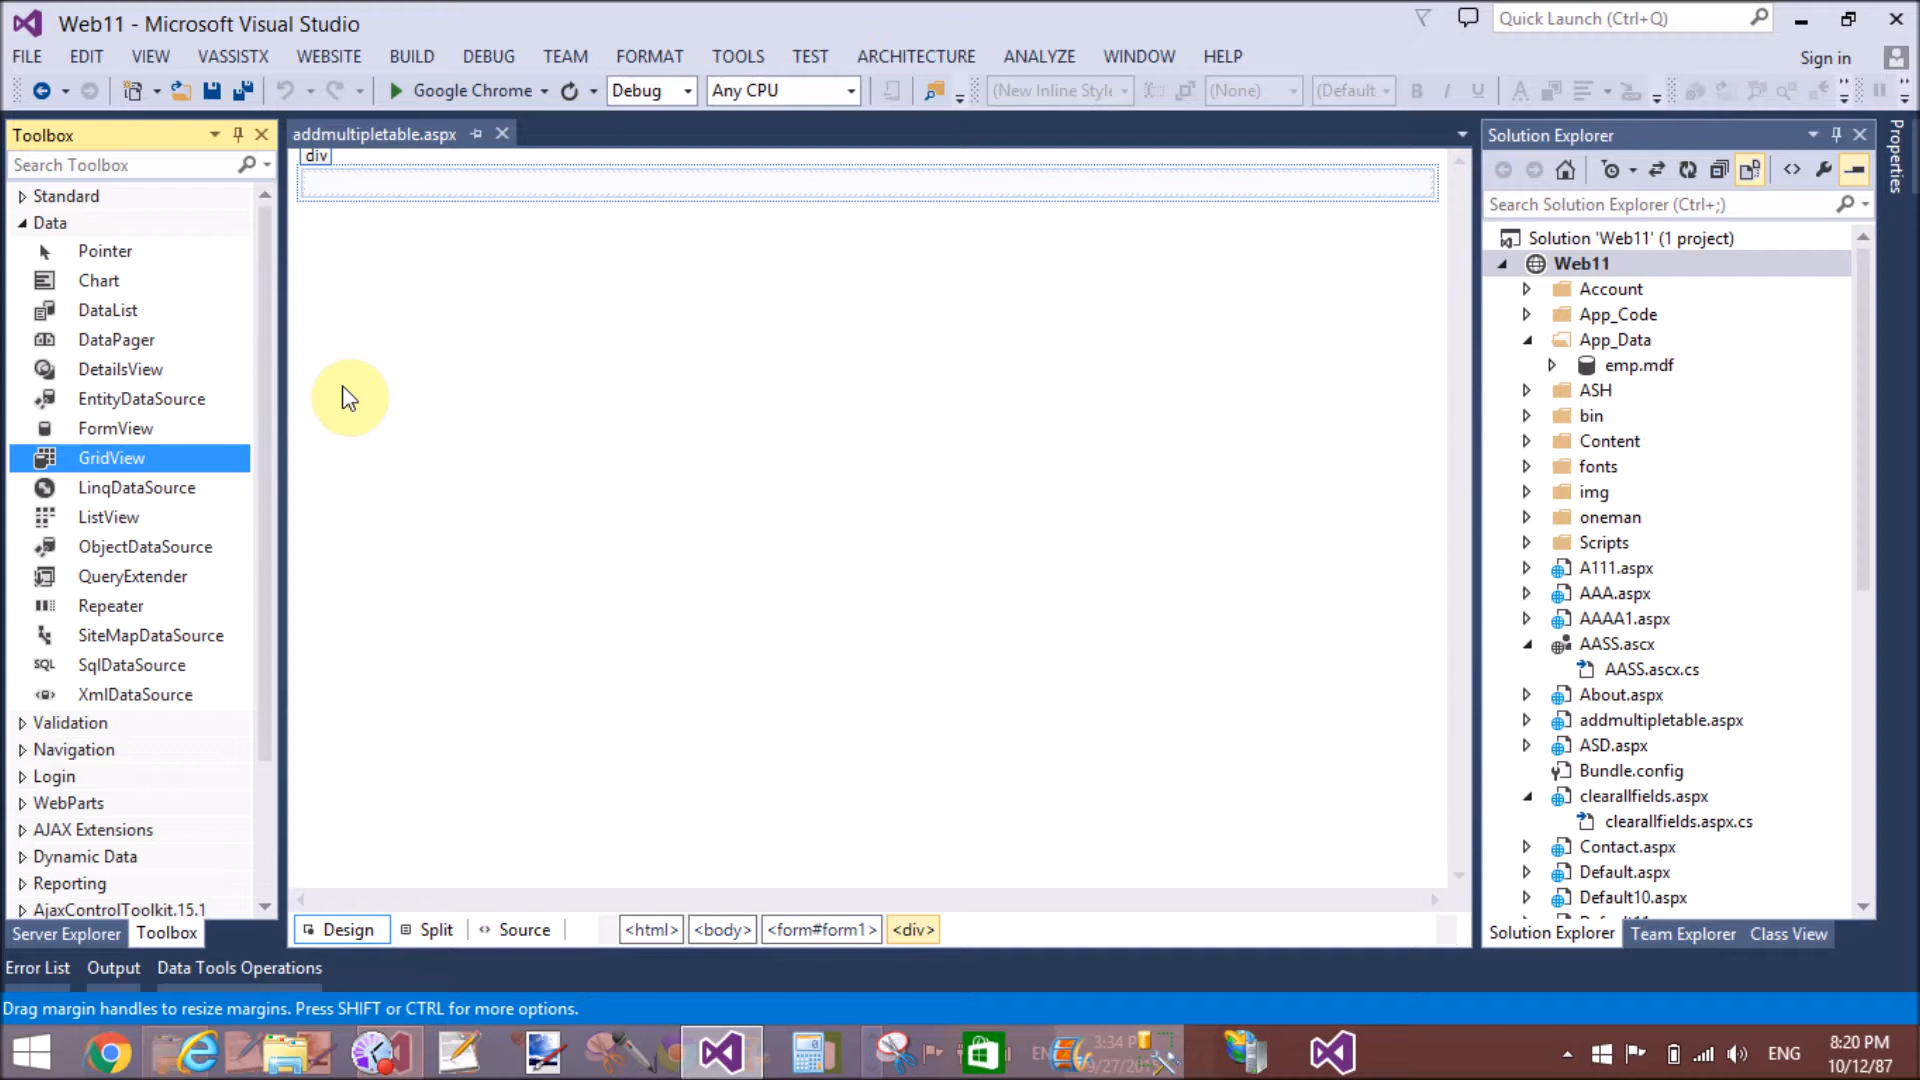 Web11 - Microsoft Visual Studio
Quick Launch (Ctrl+Q)
FILE EDIT VIEW VASSISTX WEBSITE BUILD DEBUG TEAM FORMAT TOOLS TEST ARCHITECTURE ANALYZE WINDOW HELP
Sign in
Google Chrome Debug Any CPU (New Inline Style (None) (Default B I U A
Toolbox
Search Toolbox
Standard
Data
Pointer
Chart
DataList
DataPager
DetailsView
EntityDataSource
FormView
GridView
LinqDataSource
ListView
ObjectDataSource
QueryExtender
Repeater
SiteMapDataSource
SQL SqlDataSource
XmlDataSource
Validation
Navigation
Login
WebParts
AJAX Extensions
Dynamic Data
Reporting
AjaxControlToolkit.15.1
Server Explorer Toolbox
addmultipletable.aspx
div
Design Split Source <html> <body> <form#form1> <div>
Solution Explorer
Search Solution Explorer (Ctrl+;)
Solution 'Web11' (1 project)
Web11
Account
App_Code
App_Data
emp.mdf
ASH
bin
Content
fonts
img
oneman
Scripts
A111.aspx
AAA.aspx
AAAA1.aspx
AASS.ascx
AASS.ascx.cs
About.aspx
addmultipletable.aspx
ASD.aspx
Bundle.config
clearallfields.aspx
clearallfields.aspx.cs
Contact.aspx
Default.aspx
Default10.aspx
Solution Explorer Team Explorer Class View
Properties
Error List Output Data Tools Operations
Drag margin handles to resize margins. Press SHIFT or CTRL for more options.
3:34 PM
9/27/20
ENG
8:20 PM
10/12/87